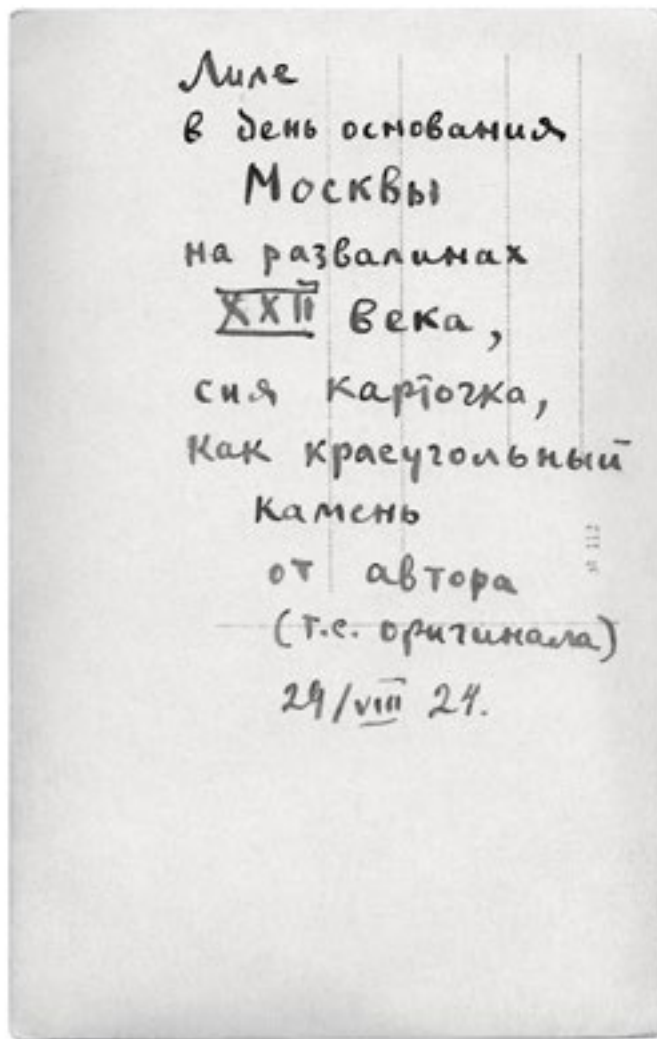 Лиле
в день основания
Москвы
на развалинах
XXII века,
сия карточка,
как краеугольный
камень
от автора
(т.е. оригинала)
29/VIII 24.